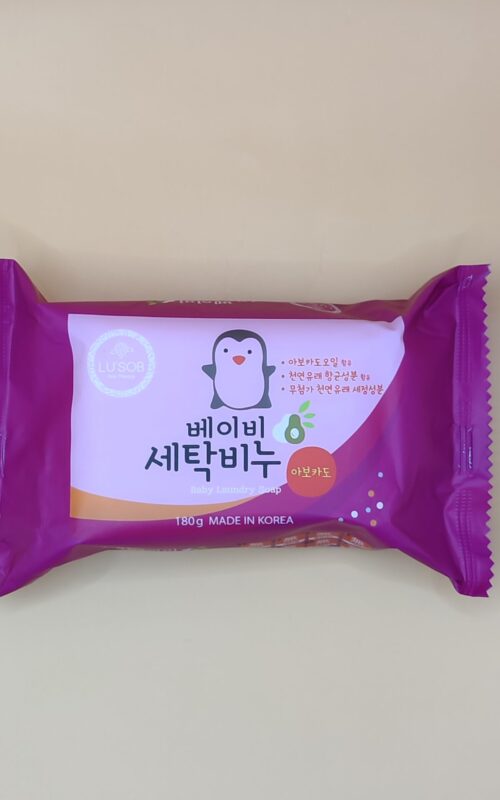 LU'SOB
• 아보카도오일 함유
• 천연유래 항균성분 함유
• 무첨가 천연유래 세정성분
베이비
세탁비누
아보카도
Baby Laundry Soap
180g MADE IN KOREA